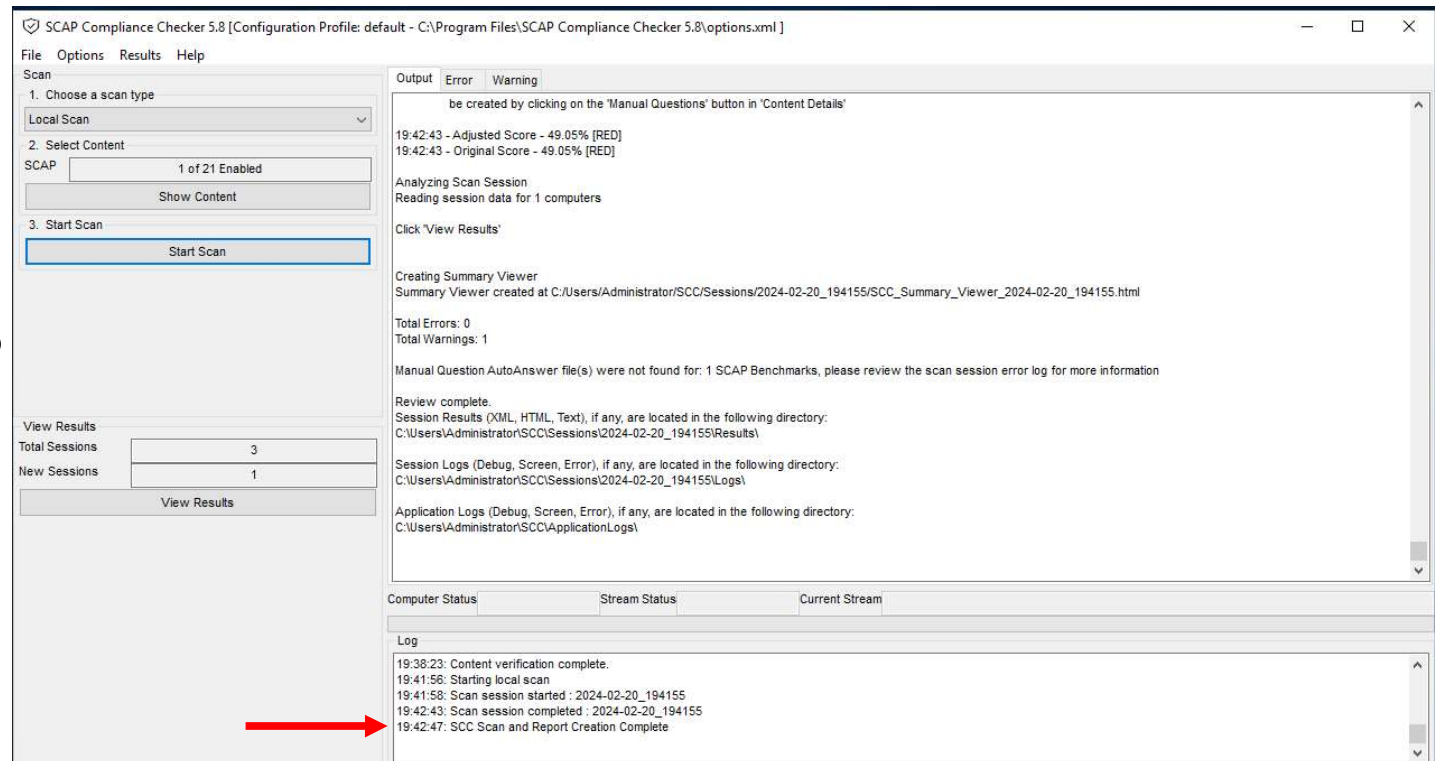 SCAP Compliance Checker 5.8 [Configuration Profile: default - C:\Program Files\SCAP Compliance Checker 5.8\options.xml ]
File Options Results Help
Scan
1. Choose a scan type
Local Scan
2. Select Content
SCAP 1 of 21 Enabled
Show Content
3. Start Scan
Start Scan
View Results
Total Sessions 3
New Sessions 1
View Results
Output Error Warning
be created by clicking on the 'Manual Questions' button in 'Content Details'
19:42:43 - Adjusted Score - 49.05% [RED]
19:42:43 - Original Score - 49.05% [RED]
Analyzing Scan Session
Reading session data for 1 computers
Click 'View Results'
Creating Summary Viewer
Summary Viewer created at C:/Users/Administrator/SCC/Sessions/2024-02-20_194155/SCC_Summary_Viewer_2024-02-20_194155.html
Total Errors: 0
Total Warnings: 1
Manual Question AutoAnswer file(s) were not found for: 1 SCAP Benchmarks, please review the scan session error log for more information
Review complete.
Session Results (XML, HTML, Text), if any, are located in the following directory:
C:\Users\Administrator\SCC\Sessions\2024-02-20_194155\Results\
Session Logs (Debug, Screen, Error), if any, are located in the following directory:
C:\Users\Administrator\SCC\Sessions\2024-02-20_194155\Logs\
Application Logs (Debug, Screen, Error), if any, are located in the following directory:
C:\Users\Administrator\SCC\ApplicationLogs\
Computer Status Stream Status Current Stream
Log
19:38:23: Content verification complete.
19:41:56: Starting local scan
19:41:58: Scan session started : 2024-02-20_194155
19:42:43: Scan session completed : 2024-02-20_194155
19:42:47: SCC Scan and Report Creation Complete